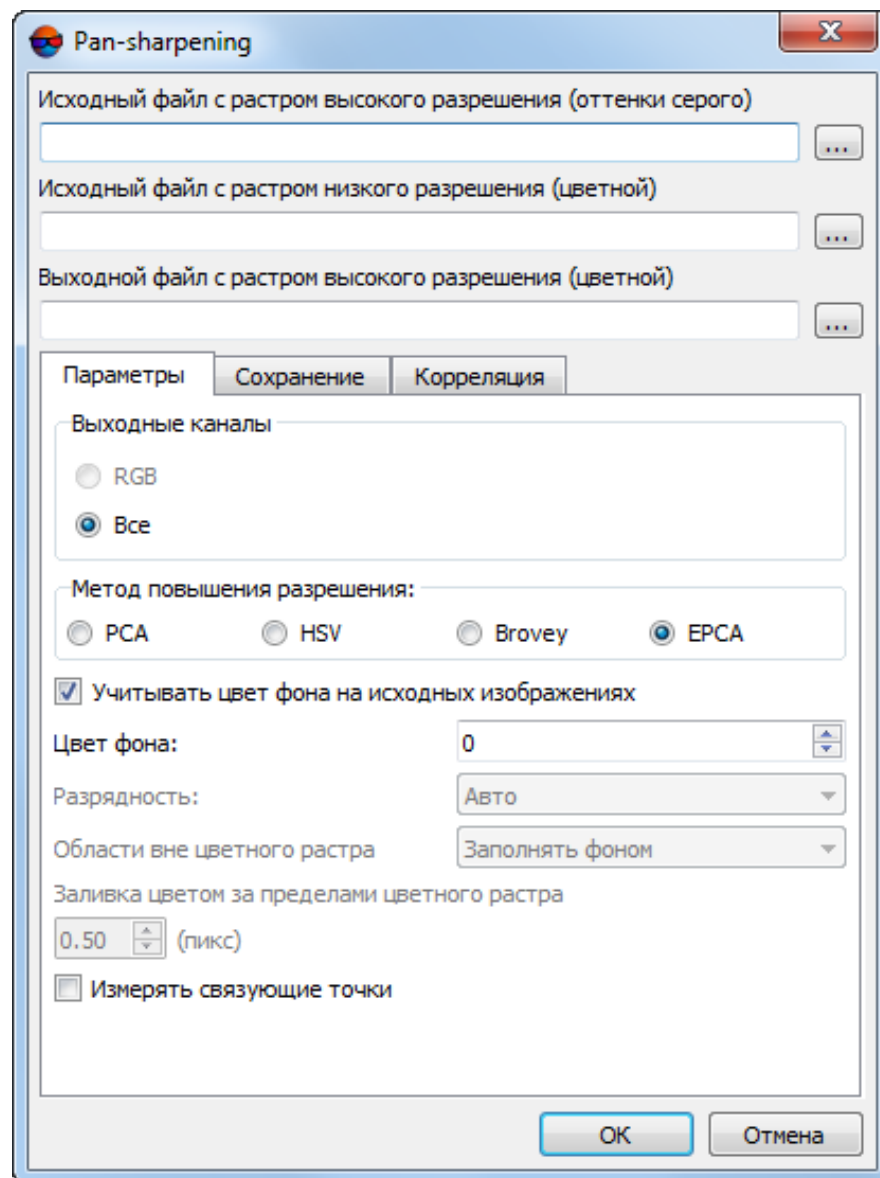 Pan-sharpening
Исходный файл с растром высокого разрешения (оттенки серого)
...
Исходный файл с растром низкого разрешения (цветной)
...
Выходной файл с растром высокого разрешения (цветной)
...
Параметры Сохранение Корреляция
Выходные каналы
RGB
Все
Метод повышения разрешения:
PCA HSV Brovey EPCA
Учитывать цвет фона на исходных изображениях
Цвет фона: 0
Разрядность: Авто
Области вне цветного растра Заполнять фоном
Заливка цветом за пределами цветного растра
0.50 (пикс)
Измерять связующие точки
ОК Отмена